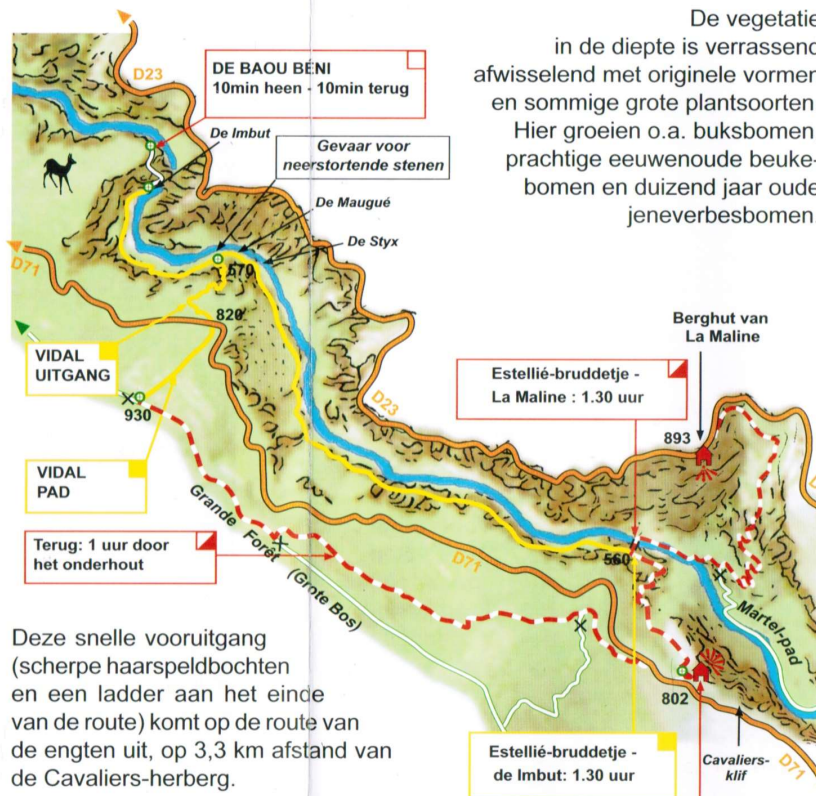 De vegetatie
in de diepte is verrassend
afwisselend met originele vormen
en sommige grote plantsoorten.
Hier groeien o.a. buksbomen,
prachtige eeuwenoude beuke-
bomen en duizend jaar oude
jeneverbesbomen.
D23
DE BAOU BÉNI
10min heen - 10min terug
De Imbut
Gevaar voor
neerstortende stenen
De Maugué
De Styx
D71
570
820
VIDAL
UITGANG
930
VIDAL
PAD
Berghut van
La Maline
Estellié-bruddetje -
La Maline : 1.30 uur
D23
893
Grande Forêt (Grote Bos)
Terug: 1 uur door
het onderhout
D71
560
Martel-pad
802
Deze snelle vooruitgang
(scherpe haarspeldbochten
en een ladder aan het einde
van de route) komt op de route van
de engten uit, op 3,3 km afstand van
de Cavaliers-herberg.
Estellié-bruddetje -
de Imbut: 1.30 uur
Cavaliers-
klif
D71